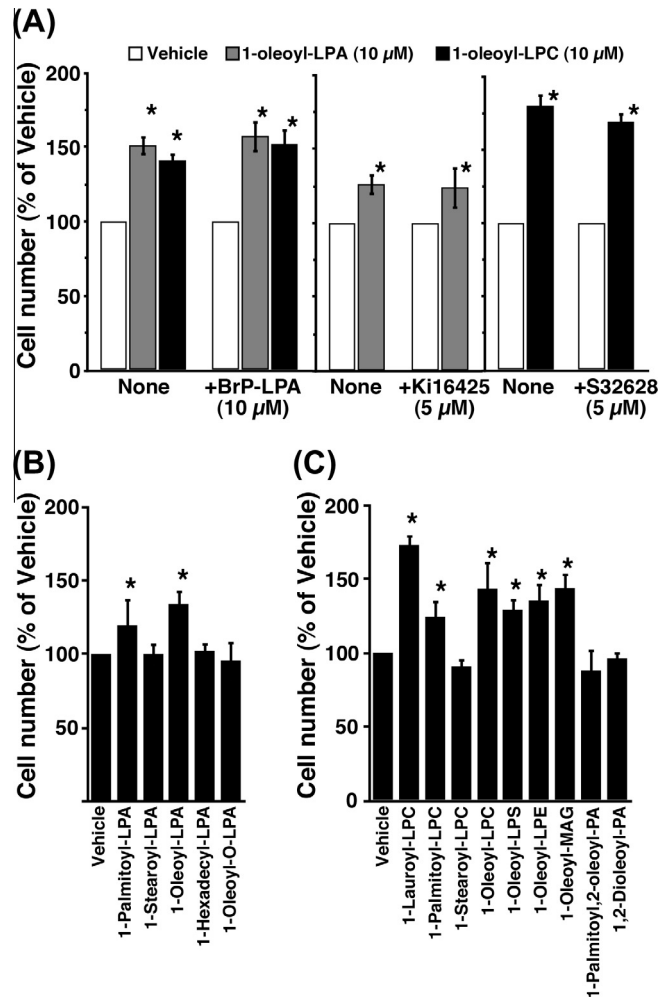 (A)
Vehicle 1-oleoyl-LPA (10 µM) 1-oleoyl-LPC (10 µM)
Cell number (% of Vehicle)
200
150
100
50
0
* * * *
* *
* *
None +BrP-LPA None +Ki16425 None +S32628
(10 µM) (5 µM) (5 µM)
(B)
Cell number (% of Vehicle)
200
150
100
50
* *
Vehicle
1-Palmitoyl-LPA
1-Stearoyl-LPA
1-Oleoyl-LPA
1-Hexadecyl-LPA
1-Oleoyl-O-LPA
(C)
Cell number (% of Vehicle)
200
150
100
50
0
* * * * * *
Vehicle
1-Lauroyl-LPC
1-Palmitoyl-LPC
1-Stearoyl-LPC
1-Oleoyl-LPC
1-Oleoyl-LPS
1-Oleoyl-LPE
1-Oleoyl-MAG
1-Palmitoyl,2-oleoyl-PA
1,2-Dioleoyl-PA